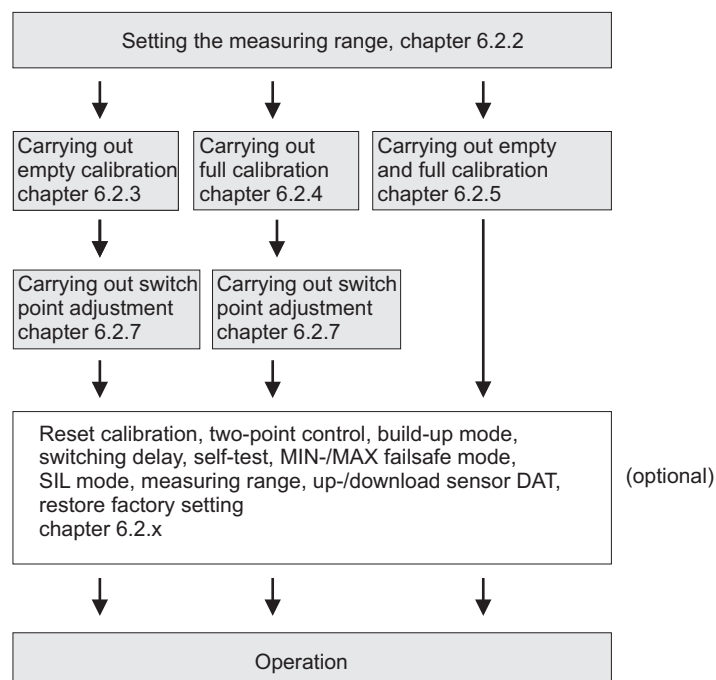 Setting the measuring range, chapter 6.2.2
Carrying out
empty calibration
chapter 6.2.3
Carrying out
full calibration
chapter 6.2.4
Carrying out empty
and full calibration
chapter 6.2.5
Carrying out switch
point adjustment
chapter 6.2.7
Carrying out switch
point adjustment
chapter 6.2.7
Reset calibration, two-point control, build-up mode,
switching delay, self-test, MIN-/MAX failsafe mode,
SIL mode, measuring range, up-/download sensor DAT,
restore factory setting
chapter 6.2.x
(optional)
Operation